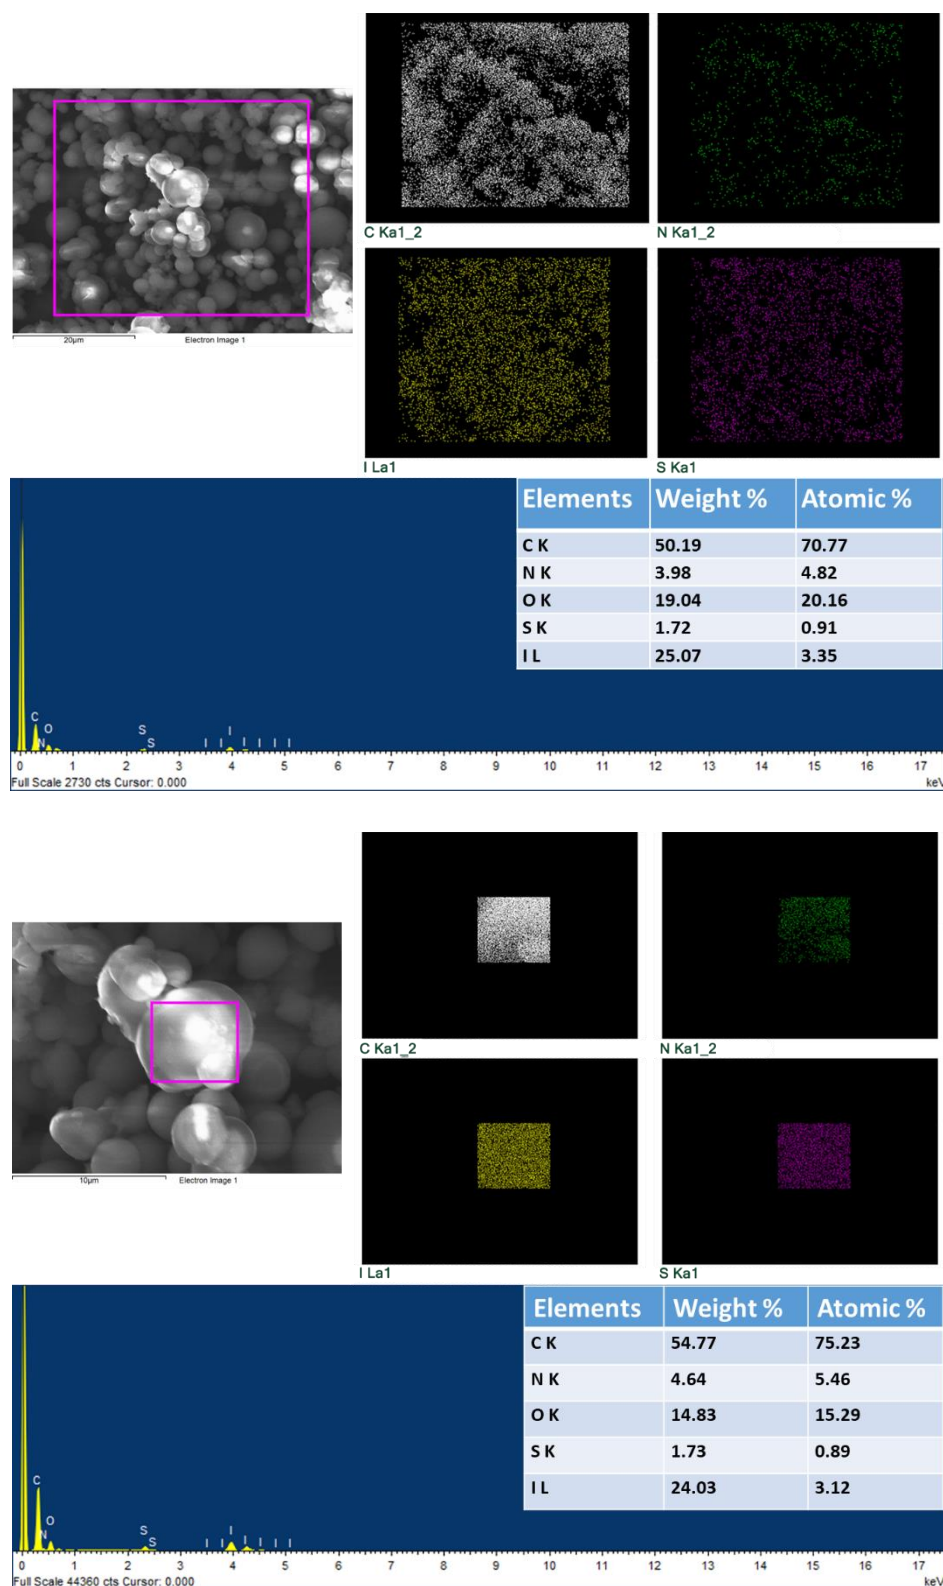 C Ka1_2
N Ka1_2
20µm
Electron Image 1
I La1
S Ka1
Elements Weight % Atomic %
C K 50.19 70.77
N K 3.98 4.82
O K 19.04 20.16
S K 1.72 0.91
I L 25.07 3.35
C
N
O
S
S
I
I
I
I
I
I
I
0 1 2 3 4 5 6 7 8 9 10 11 12 13 14 15 16 17
Full Scale 2730 cts Cursor: 0.000
keV
C Ka1_2
N Ka1_2
10µm
Electron Image 1
I La1
S Ka1
Elements Weight % Atomic %
C K 54.77 75.23
N K 4.64 5.46
O K 14.83 15.29
S K 1.73 0.89
I L 24.03 3.12
C
N
O
S
S
I
I
I
I
I
I
I
0 1 2 3 4 5 6 7 8 9 10 11 12 13 14 15 16 17
Full Scale 44360 cts Cursor: 0.000
keV